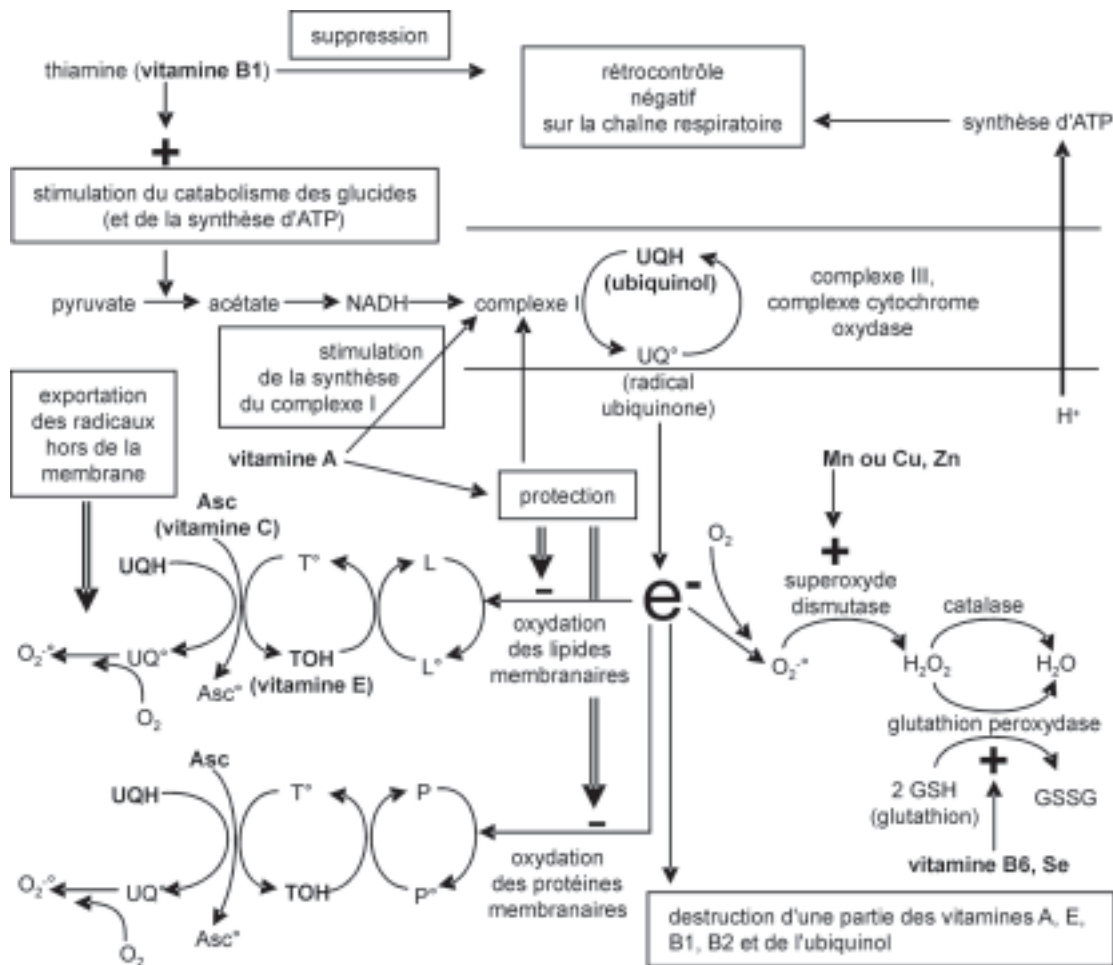 suppression
thiamine (vitamine B1)
rétrocontrôle
négatif
sur la chaîne respiratoire
synthèse d'ATP
+
stimulation du catabolisme des glucides
(et de la synthèse d'ATP)
UQH
(ubiquinol)
complexe III,
complexe cytochrome
oxydase
pyruvate
acétate
NADH
complexe I
UQ°
(radical
ubiquinone)
H+
stimulation
de la synthèse
du complexe I
exportation
des radicaux
hors de la
membrane
vitamine A
protection
Mn ou Cu, Zn
+
O2
superoxyde
dismutase
catalase
Asc
(vitamine C)
UQH
T°
L
-
e-
oxydation
des lipides
membranaires
O2-°
UQ°
Asc°
TOH
(vitamine E)
L°
O2
O2-°
H2O2
H2O
glutathion peroxydase
+
2 GSH
(glutathion)
GSSG
vitamine B6, Se
Asc
UQH
T°
P
-
oxydation
des protéines
membranaires
O2-°
UQ°
Asc°
TOH
P°
O2
destruction d'une partie des vitamines A, E,
B1, B2 et de l'ubiquinol